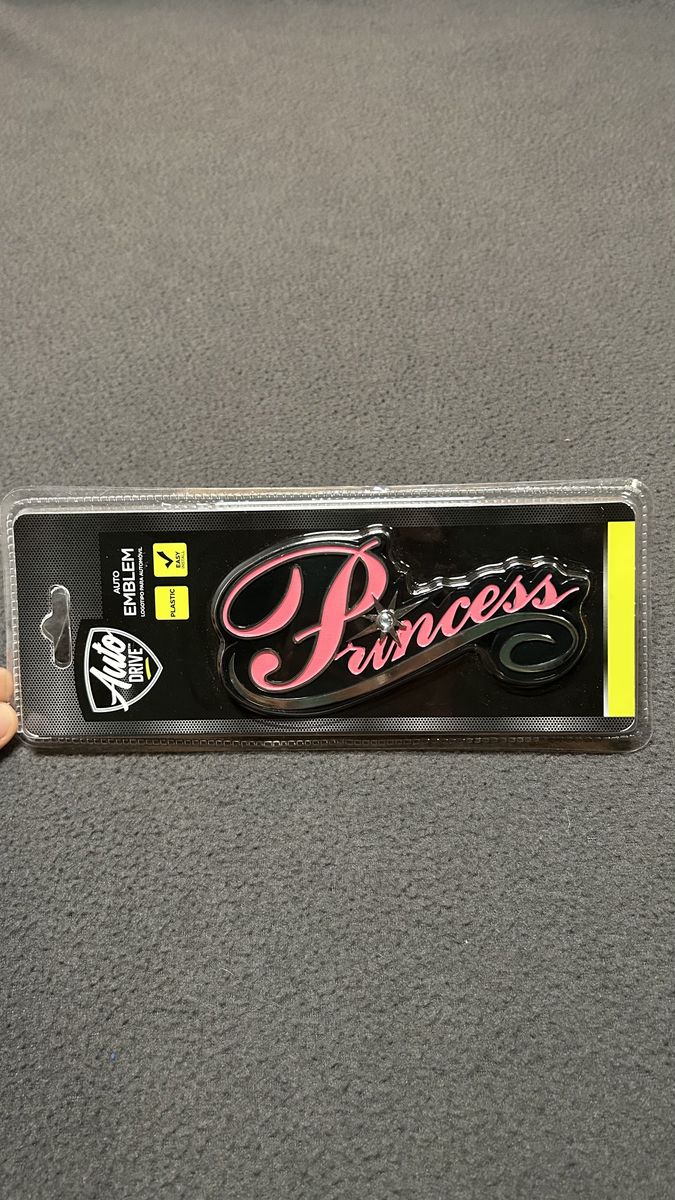 Auto
DRIVE
AUTO
EMBLEM
LOGOTIPO PARA AUTOMÓVIL
PLASTIC
EASY
INSTALL
Princess